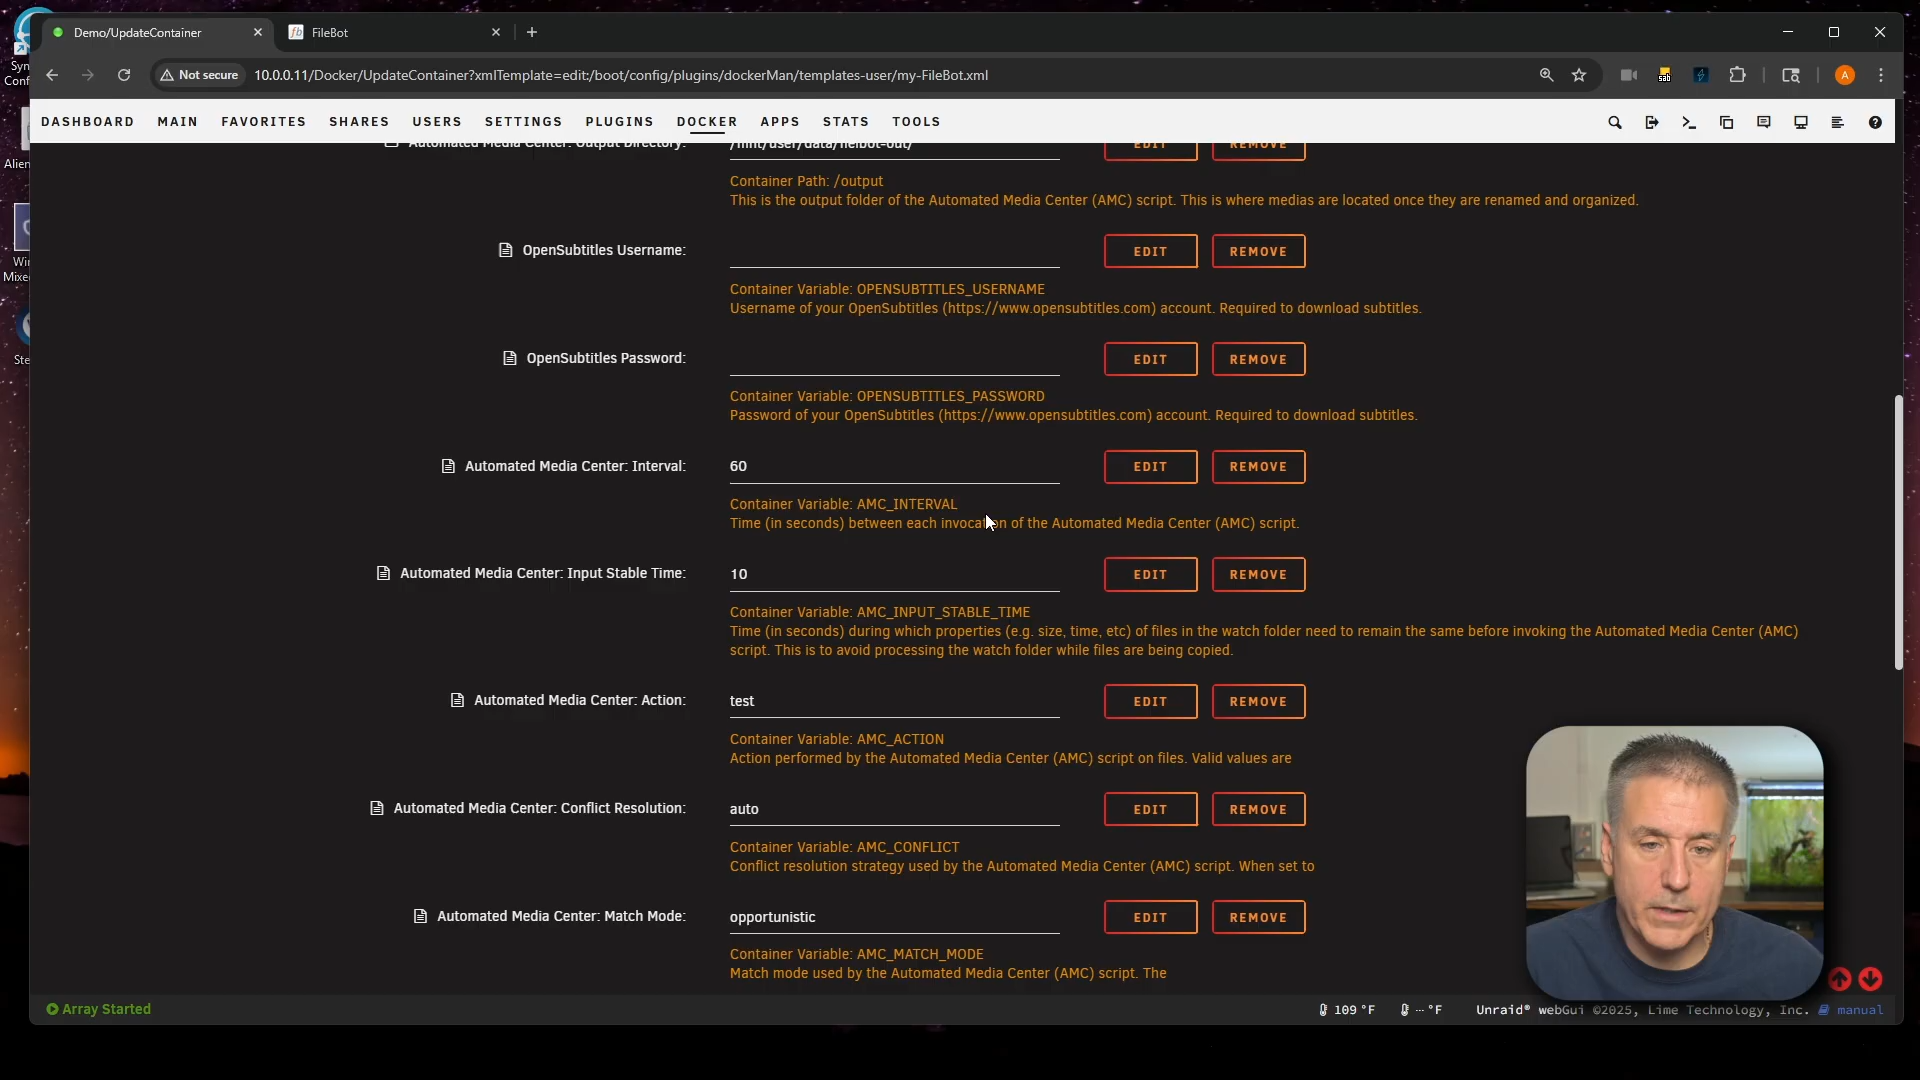 Demo/UpdateContainer
FileBot
Not secure
10.0.0.11/Docker/UpdateContainer?xmlTemplate=edit:/boot/config/plugins/dockerMan/templates-user/my-FileBot.xml
sab
A
DASHBOARD MAIN FAVORITES SHARES USERS SETTINGS PLUGINS DOCKER APPS STATS TOOLS
Automated Media Center: Output Directory: /mnt/user/data/filebot-out/ EDIT REMOVE
Container Path: /output
This is the output folder of the Automated Media Center (AMC) script. This is where medias are located once they are renamed and organized.
OpenSubtitles Username: EDIT REMOVE
Container Variable: OPENSUBTITLES_USERNAME
Username of your OpenSubtitles (https://www.opensubtitles.com) account. Required to download subtitles.
OpenSubtitles Password: EDIT REMOVE
Container Variable: OPENSUBTITLES_PASSWORD
Password of your OpenSubtitles (https://www.opensubtitles.com) account. Required to download subtitles.
Automated Media Center: Interval: 60 EDIT REMOVE
Container Variable: AMC_INTERVAL
Time (in seconds) between each invocation of the Automated Media Center (AMC) script.
Automated Media Center: Input Stable Time: 10 EDIT REMOVE
Container Variable: AMC_INPUT_STABLE_TIME
Time (in seconds) during which properties (e.g. size, time, etc) of files in the watch folder need to remain the same before invoking the Automated Media Center (AMC)
script. This is to avoid processing the watch folder while files are being copied.
Automated Media Center: Action: test EDIT REMOVE
Container Variable: AMC_ACTION
Action performed by the Automated Media Center (AMC) script on files. Valid values are
Automated Media Center: Conflict Resolution: auto EDIT REMOVE
Container Variable: AMC_CONFLICT
Conflict resolution strategy used by the Automated Media Center (AMC) script. When set to
Automated Media Center: Match Mode: opportunistic EDIT REMOVE
Container Variable: AMC_MATCH_MODE
Match mode used by the Automated Media Center (AMC) script. The
Array Started
109 °F -- °F Unraid® webGui ©2025, Lime Technology, Inc. manual